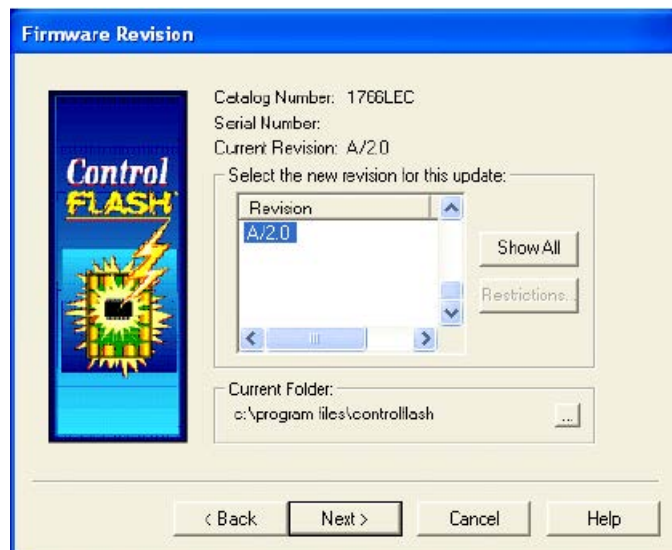 Firmware Revision
Catalog Number: 1766LEC
Serial Number:
Current Revision: A/2.0
Select the new revision for this update:
Revision
A/2.0
Show All
Restrictions...
Control
FLASH
Current Folder:
c:\program files\controlflash
...
< Back
Next >
Cancel
Help